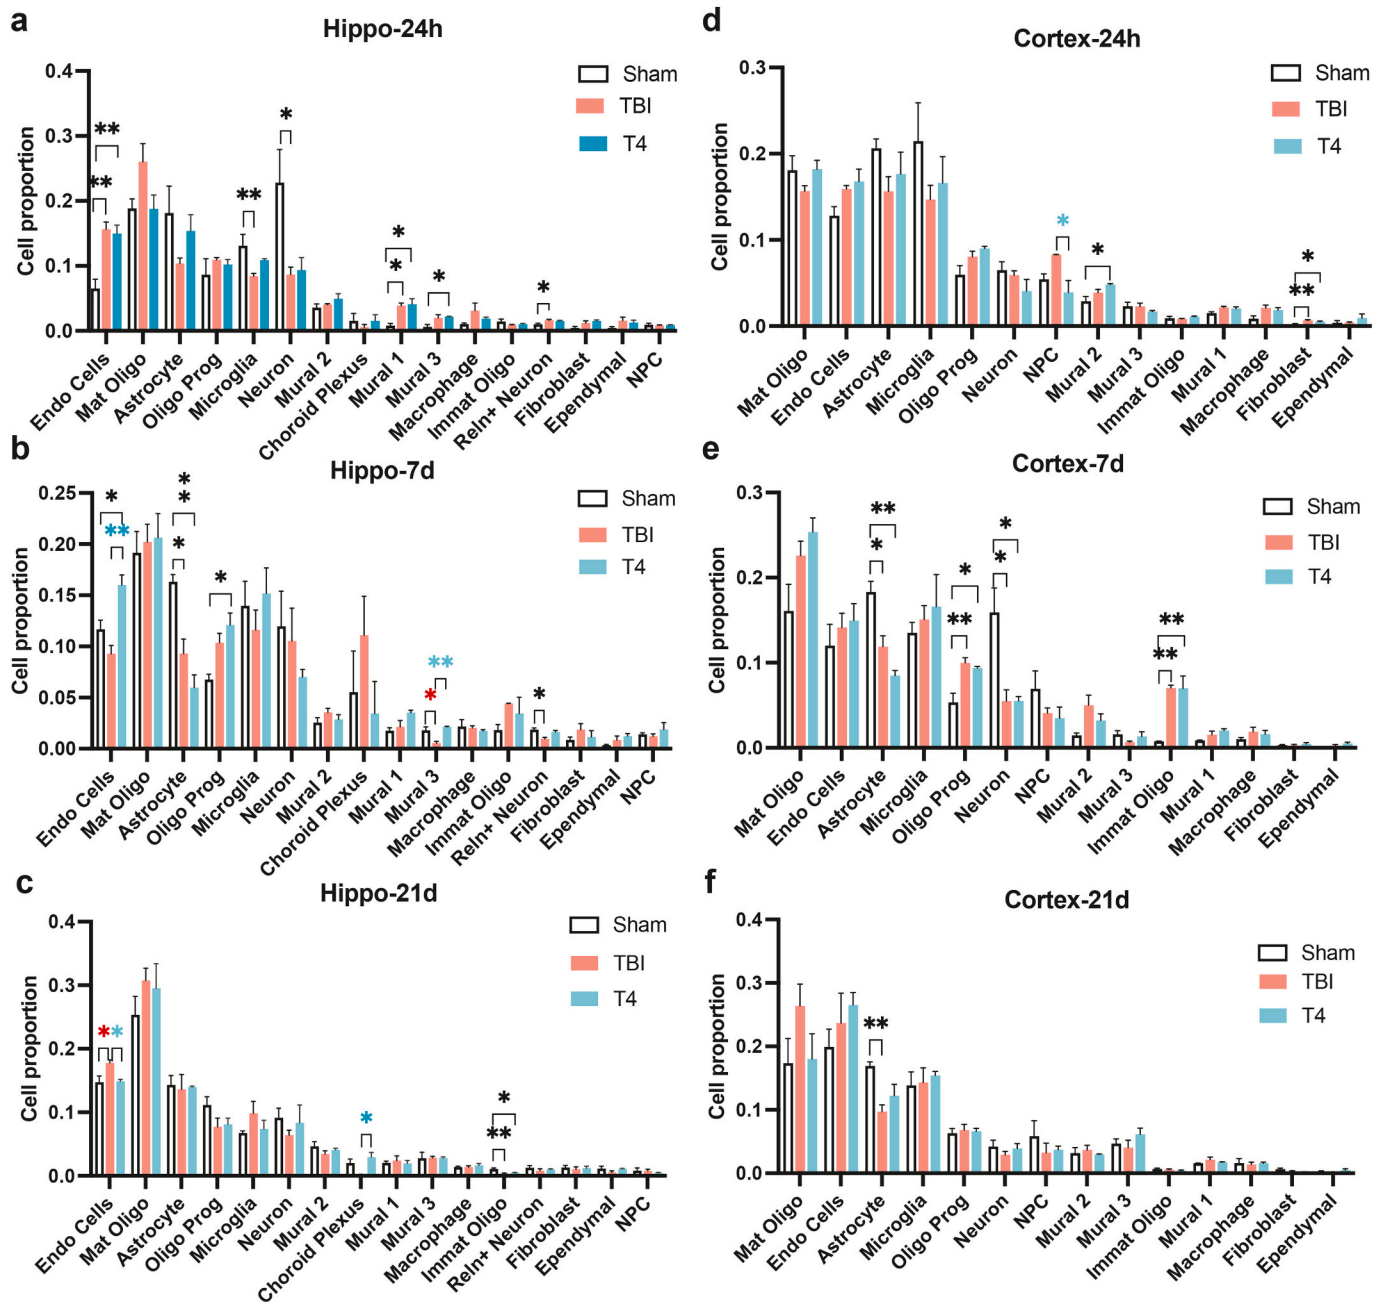 a
Hippo-24h
Cell proportion
0.4
0.3
0.2
0.1
0.0
Sham
TBI
T4
**
**
**
*
*
*
*
*
Endo Cells
Mat Oligo
Astrocyte
Oligo Prog
Microglia
Neuron
Mural 2
Choroid Plexus
Mural 1
Mural 3
Macrophage
Immat Oligo
Reln+ Neuron
Fibroblast
Ependymal
NPC
d
Cortex-24h
Cell proportion
0.3
0.2
0.1
0.0
Sham
TBI
T4
*
*
*
**
Mat Oligo
Endo Cells
Astrocyte
Microglia
Oligo Prog
Neuron
NPC
Mural 2
Mural 3
Immat Oligo
Mural 1
Macrophage
Fibroblast
Ependymal
b
Hippo-7d
Cell proportion
0.25
0.20
0.15
0.10
0.05
0.00
Sham
TBI
T4
*
**
*
*
*
*
*
**
*
Endo Cells
Mat Oligo
Astrocyte
Oligo Prog
Microglia
Neuron
Mural 2
Choroid Plexus
Mural 1
Mural 3
Macrophage
Immat Oligo
Reln+ Neuron
Fibroblast
Ependymal
NPC
e
Cortex-7d
Cell proportion
0.3
0.2
0.1
0.0
Sham
TBI
T4
**
*
*
**
*
*
**
**
Mat Oligo
Endo Cells
Astrocyte
Microglia
Oligo Prog
Neuron
NPC
Mural 2
Mural 3
Immat Oligo
Mural 1
Macrophage
Fibroblast
Ependymal
c
Hippo-21d
Cell proportion
0.4
0.3
0.2
0.1
0.0
Sham
TBI
T4
*
*
*
*
**
Endo Cells
Mat Oligo
Astrocyte
Oligo Prog
Microglia
Neuron
Mural 2
Choroid Plexus
Mural 1
Mural 3
Macrophage
Immat Oligo
Reln+ Neuron
Fibroblast
Ependymal
NPC
f
Cortex-21d
Cell proportion
0.4
0.3
0.2
0.1
0.0
Sham
TBI
T4
**
Mat Oligo
Endo Cells
Astrocyte
Microglia
Oligo Prog
Neuron
NPC
Mural 2
Mural 3
Immat Oligo
Mural 1
Macrophage
Fibroblast
Ependymal